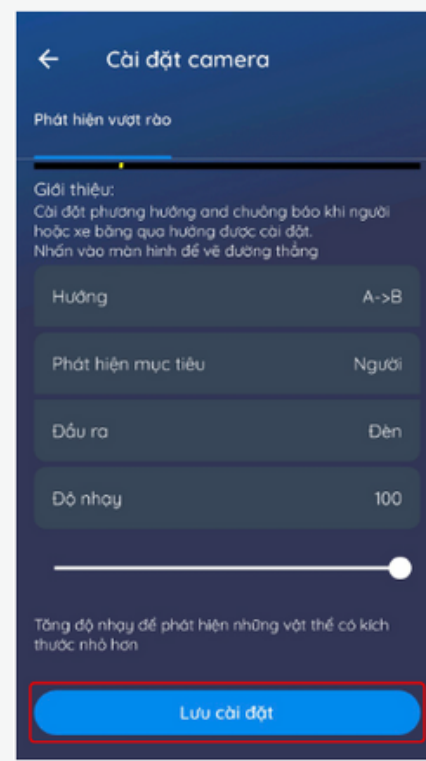 Cài đặt camera
Phát hiện vượt rào
Giới thiệu:
Cài đặt phương hướng and chuông báo khi người
hoặc xe băng qua hướng được cài đặt.
Nhấn vào màn hình để vẽ đường thẳng
Hướng A->B
Phát hiện mục tiêu Người
Đầu ra Đèn
Độ nhạy 100
Tăng độ nhạy để phát hiện những vật thể có kích
thước nhỏ hơn
Lưu cài đặt